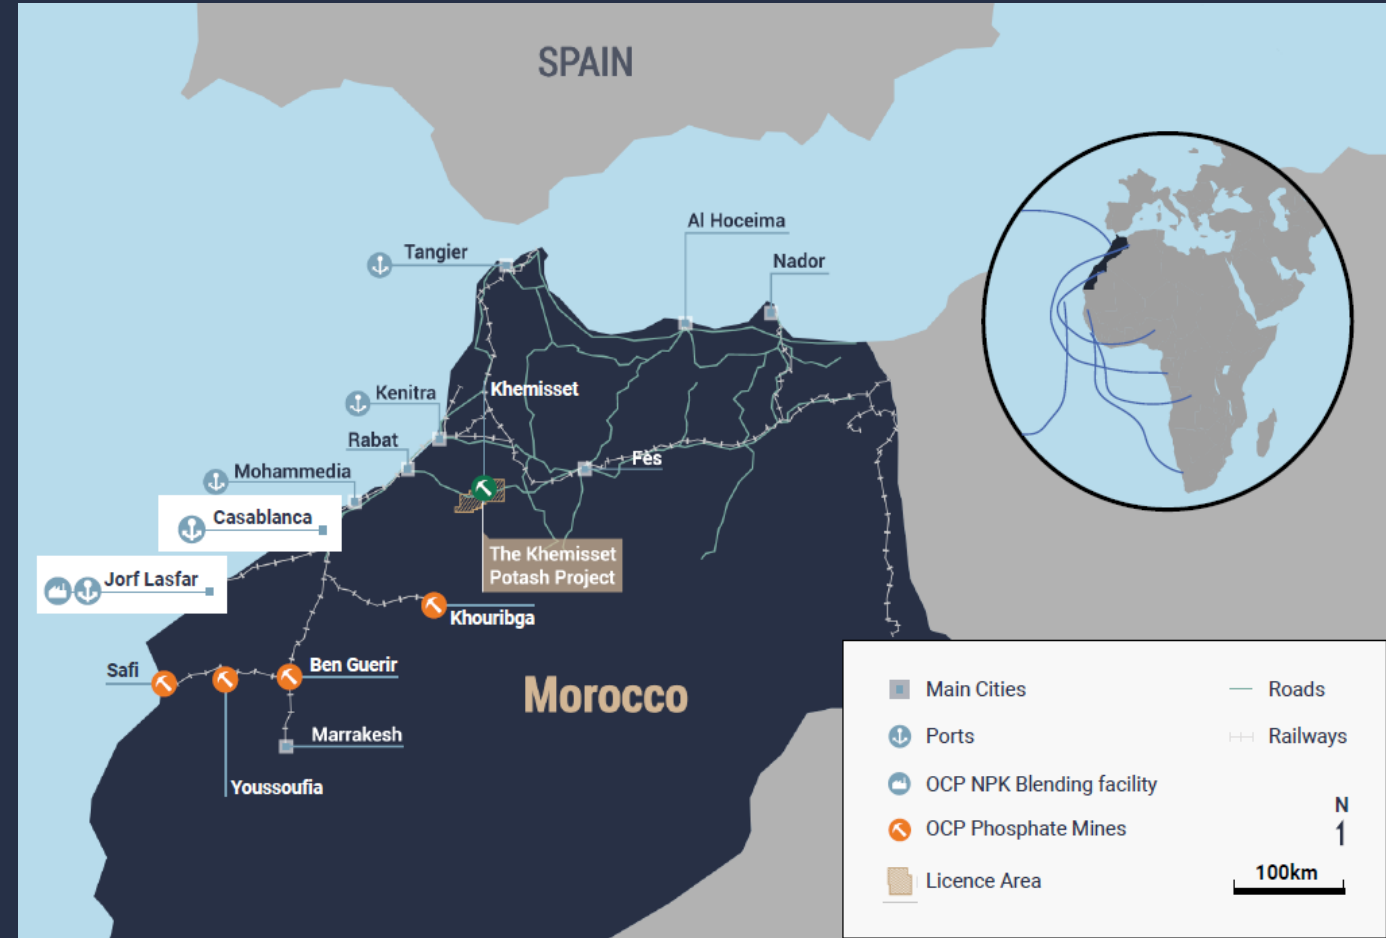 SPAIN
Al Hoceima
Tangier
Nador
Kenitra
Khemisset
Rabat
Fès
Mohammedia
Casablanca
The Khemisset
Potash Project
Jorf Lasfar
Khouribga
Safi
Ben Guerir
Morocco
Marrakesh
Youssoufia
Main Cities
Roads
Ports
Railways
OCP NPK Blending facility
OCP Phosphate Mines
N
Licence Area
100km